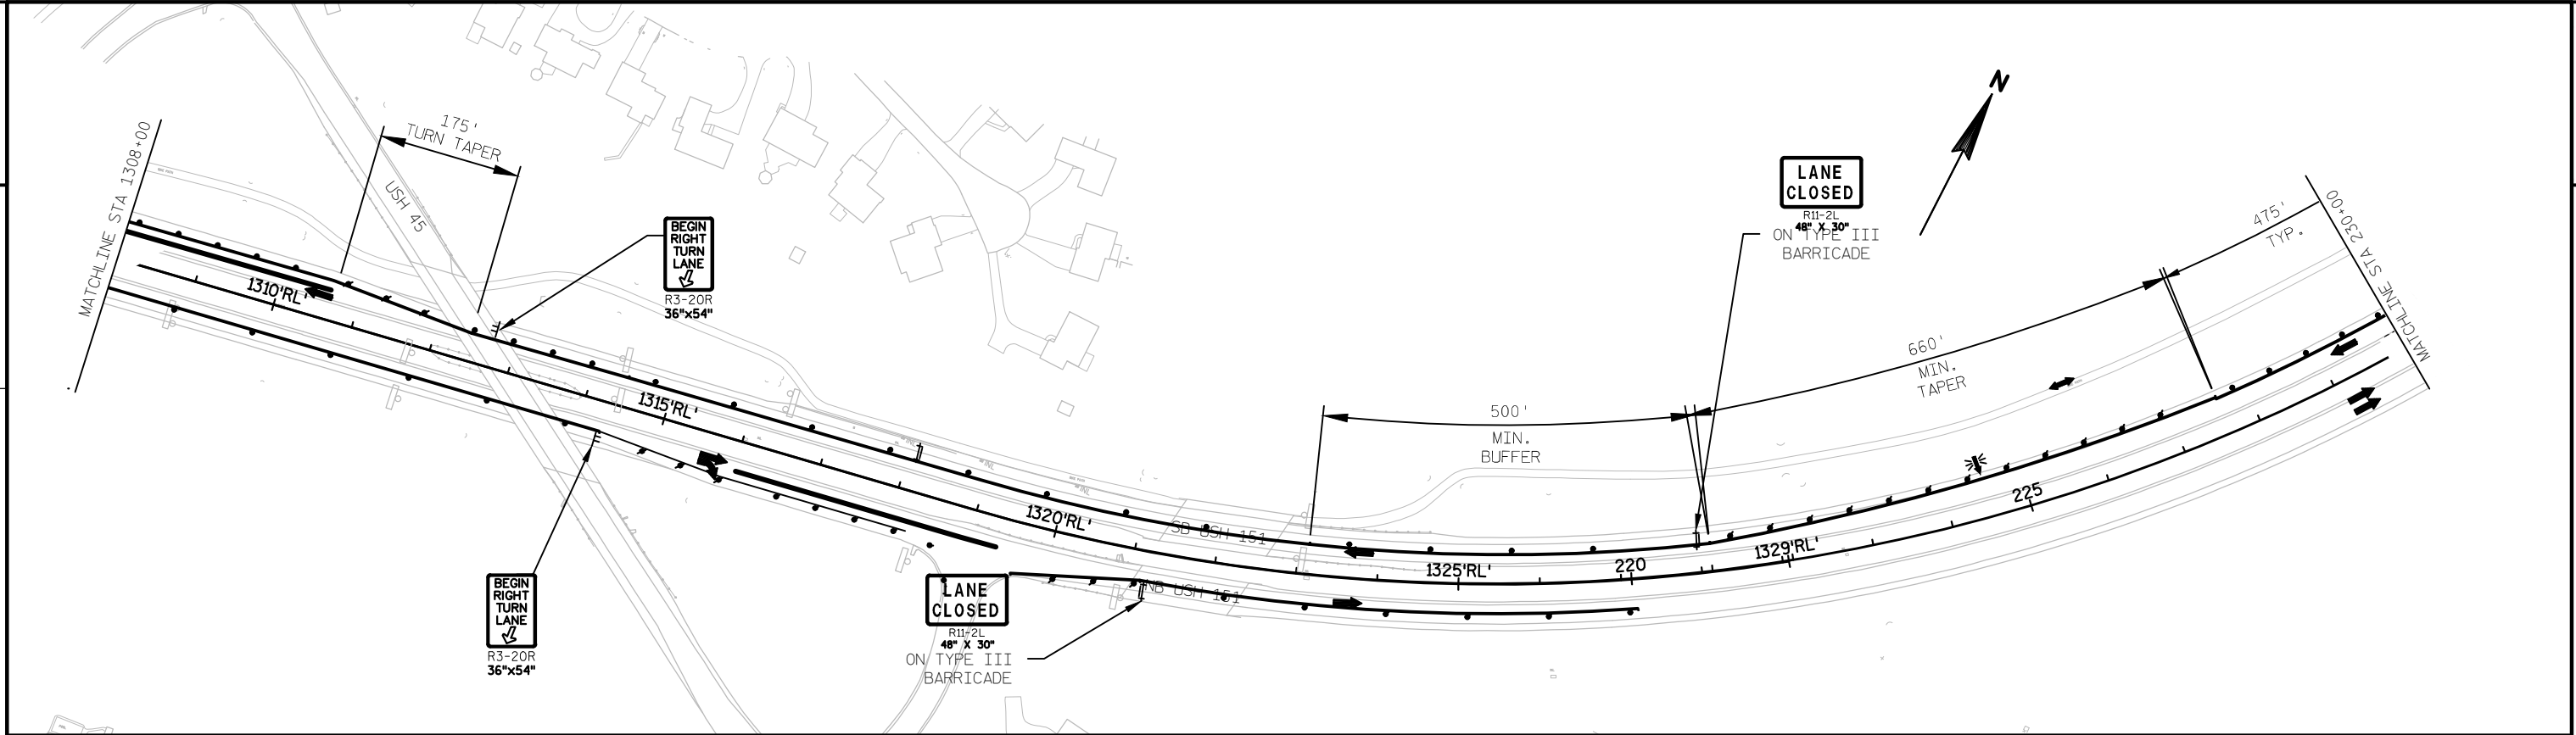 MATCHLINE STA 1308+00
175'
TURN TAPER
USH 45
BEGIN
RIGHT
TURN
LANE
R3-20R
36"x54"
1310'RL'
1315'RL'
1320'RL'
SB USH 151
500'
MIN.
BUFFER
LANE
CLOSED
R11-2L
48" X 30"
ON TYPE III
BARRICADE
N
660'
MIN.
TAPER
475'
TYP.
MATCHLINE STA 230+00
225
1329'RL'
220
1325'RL'
NB USH 151
BEGIN
RIGHT
TURN
LANE
R3-20R
36"x54"
LANE
CLOSED
R11-2L
48" X 30"
ON TYPE III
BARRICADE
INL
INL
INL